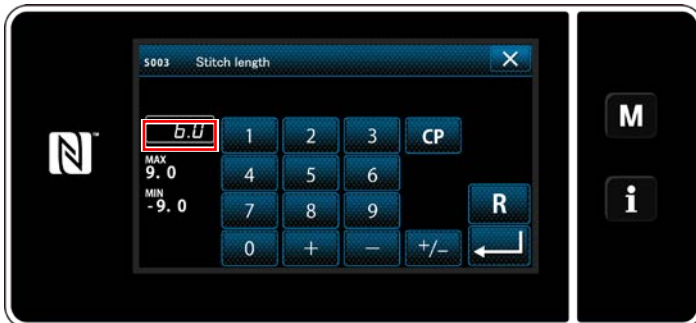 S003 Stitch length
6.0
1 2 3 CP
MAX
9.0
4 5 6
MIN
-9.0
7 8 9 R
0 + − +/−
M
i
N